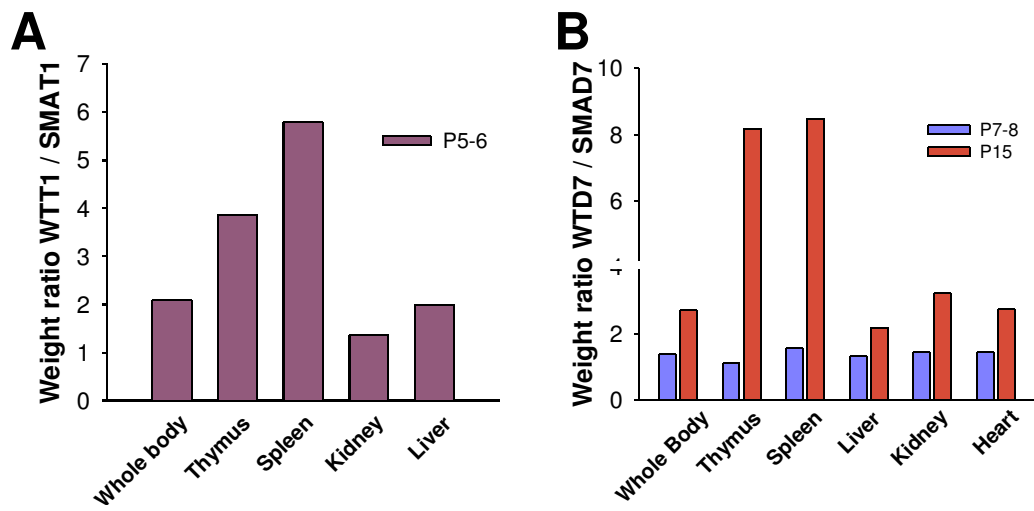 A
Weight ratio WTT1 / SMAT1
7
6
5
4
3
2
1
0
P5-6
Whole body
Thymus
Spleen
Kidney
Liver
B
Weight ratio WTD7 / SMAD7
10
8
6
4
2
0
P7-8
P15
Whole Body
Thymus
Spleen
Liver
Kidney
Heart